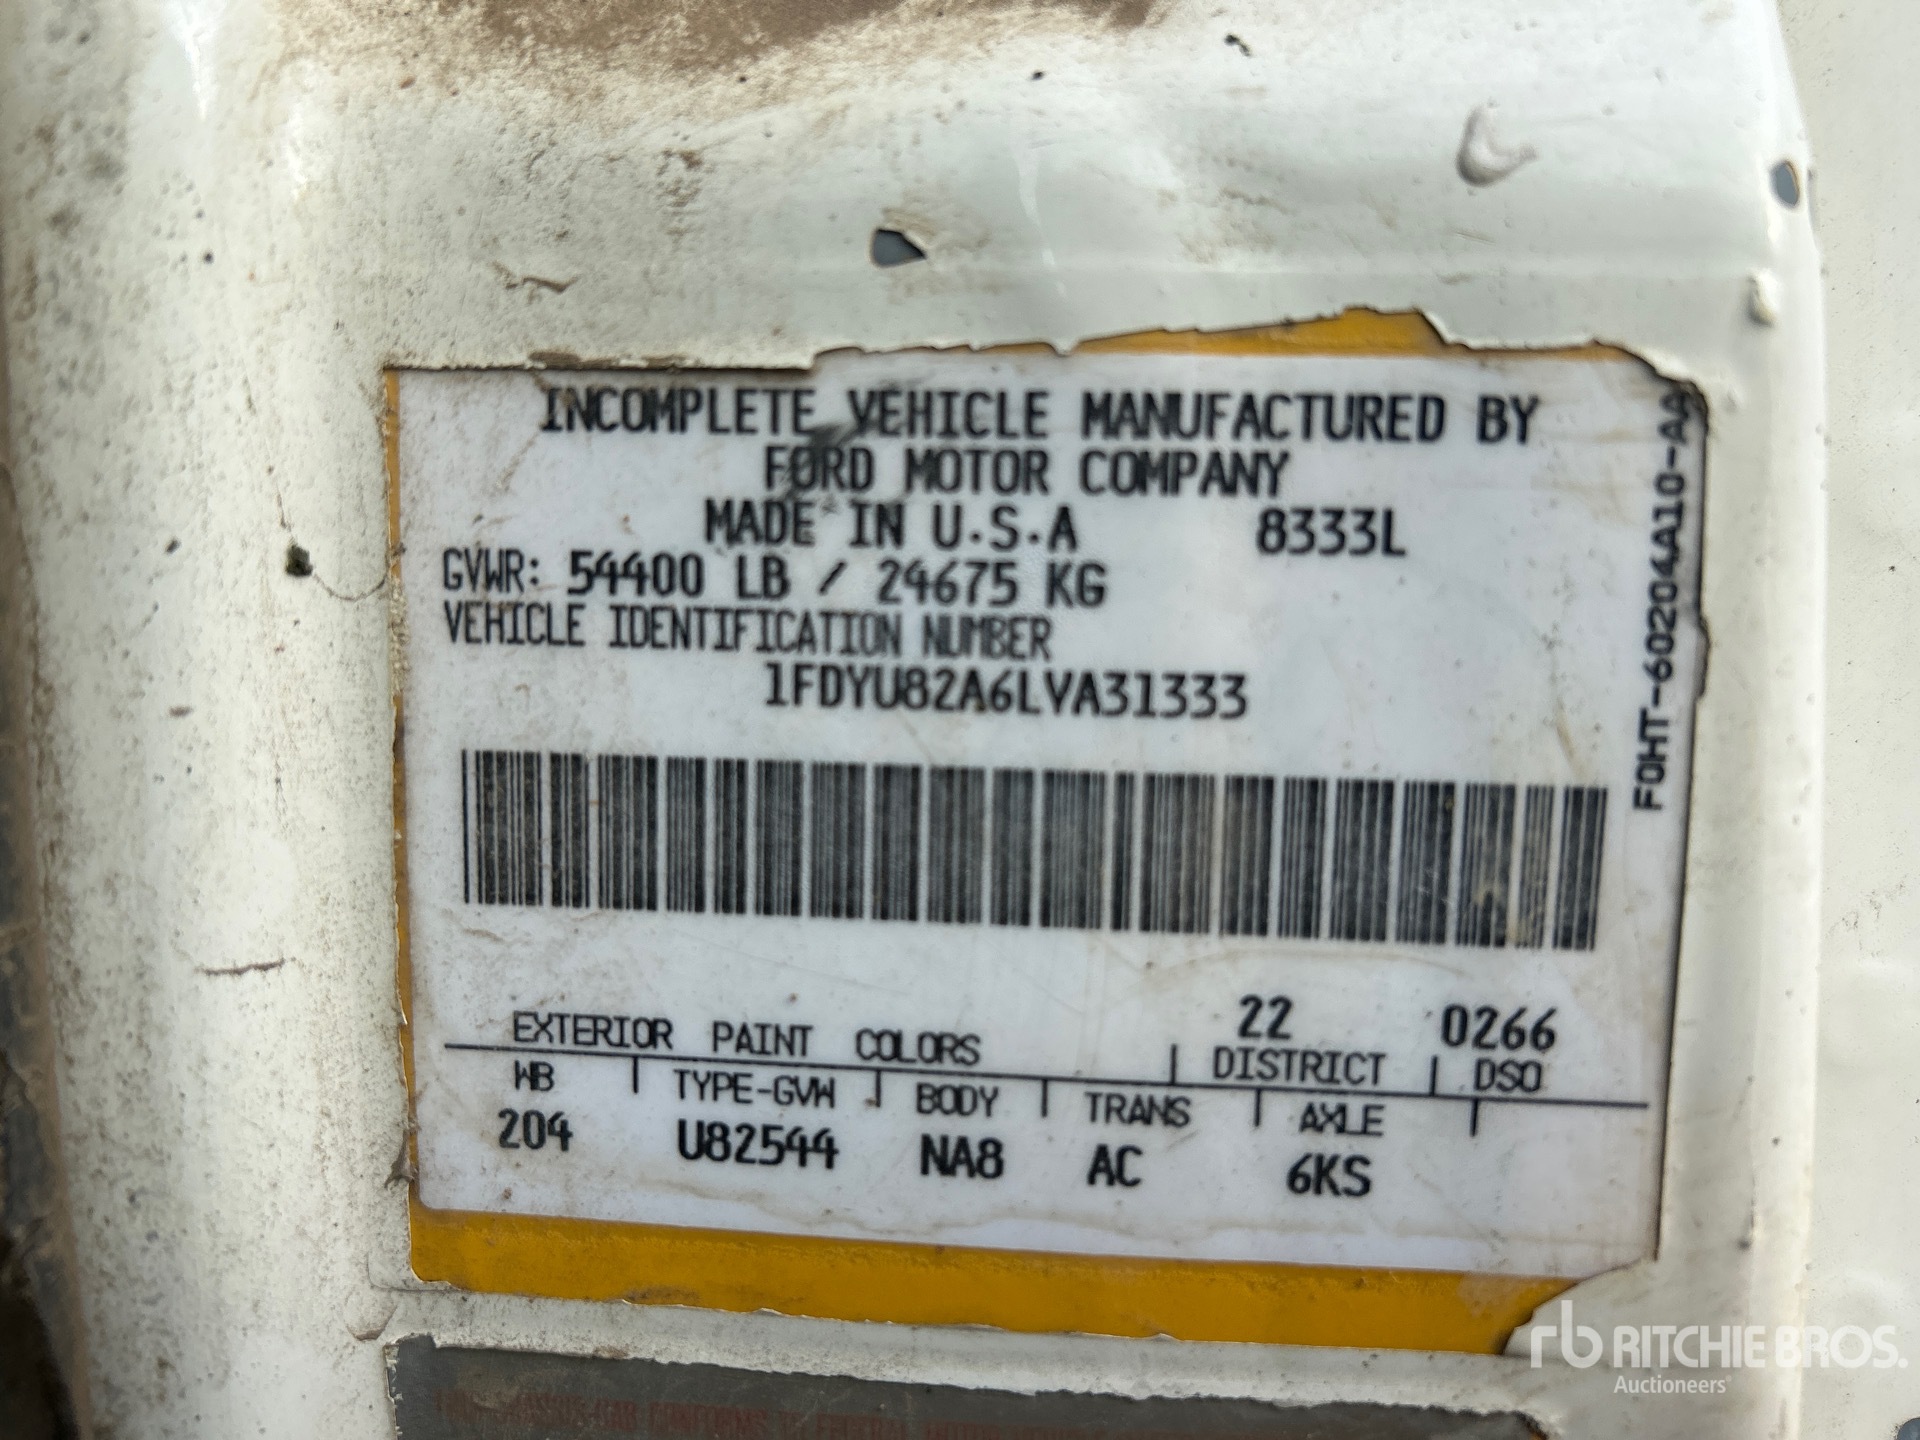 INCOMPLETE VEHICLE MANUFACTURED BY
FORD MOTOR COMPANY
MADE IN U.S.A 8333L
GVWR: 54400 LB / 24675 KG
VEHICLE IDENTIFICATION NUMBER
1FDYU82A6LVA31333
F0HT-60204A10-AA
22 0266
EXTERIOR PAINT COLORS DISTRICT DSO
WB TYPE-GVW BODY TRANS AXLE
204 U82544 NA8 AC 6KS
rb RITCHIE BROS.
Auctioneers